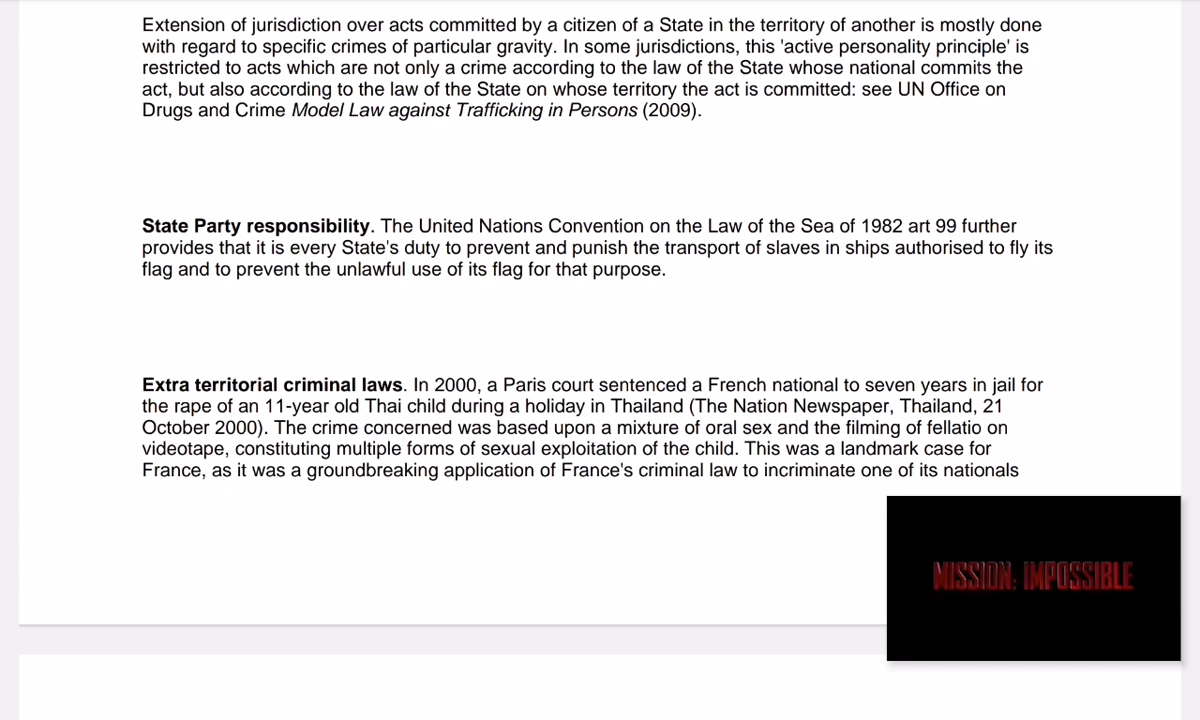 Extension of jurisdiction over acts committed by a citizen of a State in the territory of another is mostly done
with regard to specific crimes of particular gravity. In some jurisdictions, this 'active personality principle' is
restricted to acts which are not only a crime according to the law of the State whose national commits the
act, but also according to the law of the State on whose territory the act is committed: see UN Office on
Drugs and Crime Model Law against Trafficking in Persons (2009).
State Party responsibility. The United Nations Convention on the Law of the Sea of 1982 art 99 further
provides that it is every State's duty to prevent and punish the transport of slaves in ships authorised to fly its
flag and to prevent the unlawful use of its flag for that purpose.
Extra territorial criminal laws. In 2000, a Paris court sentenced a French national to seven years in jail for
the rape of an 11-year old Thai child during a holiday in Thailand (The Nation Newspaper, Thailand, 21
October 2000). The crime concerned was based upon a mixture of oral sex and the filming of fellatio on
videotape, constituting multiple forms of sexual exploitation of the child. This was a landmark case for
France, as it was a groundbreaking application of France's criminal law to incriminate one of its nationals
MISSION: IMPOSSIBLE